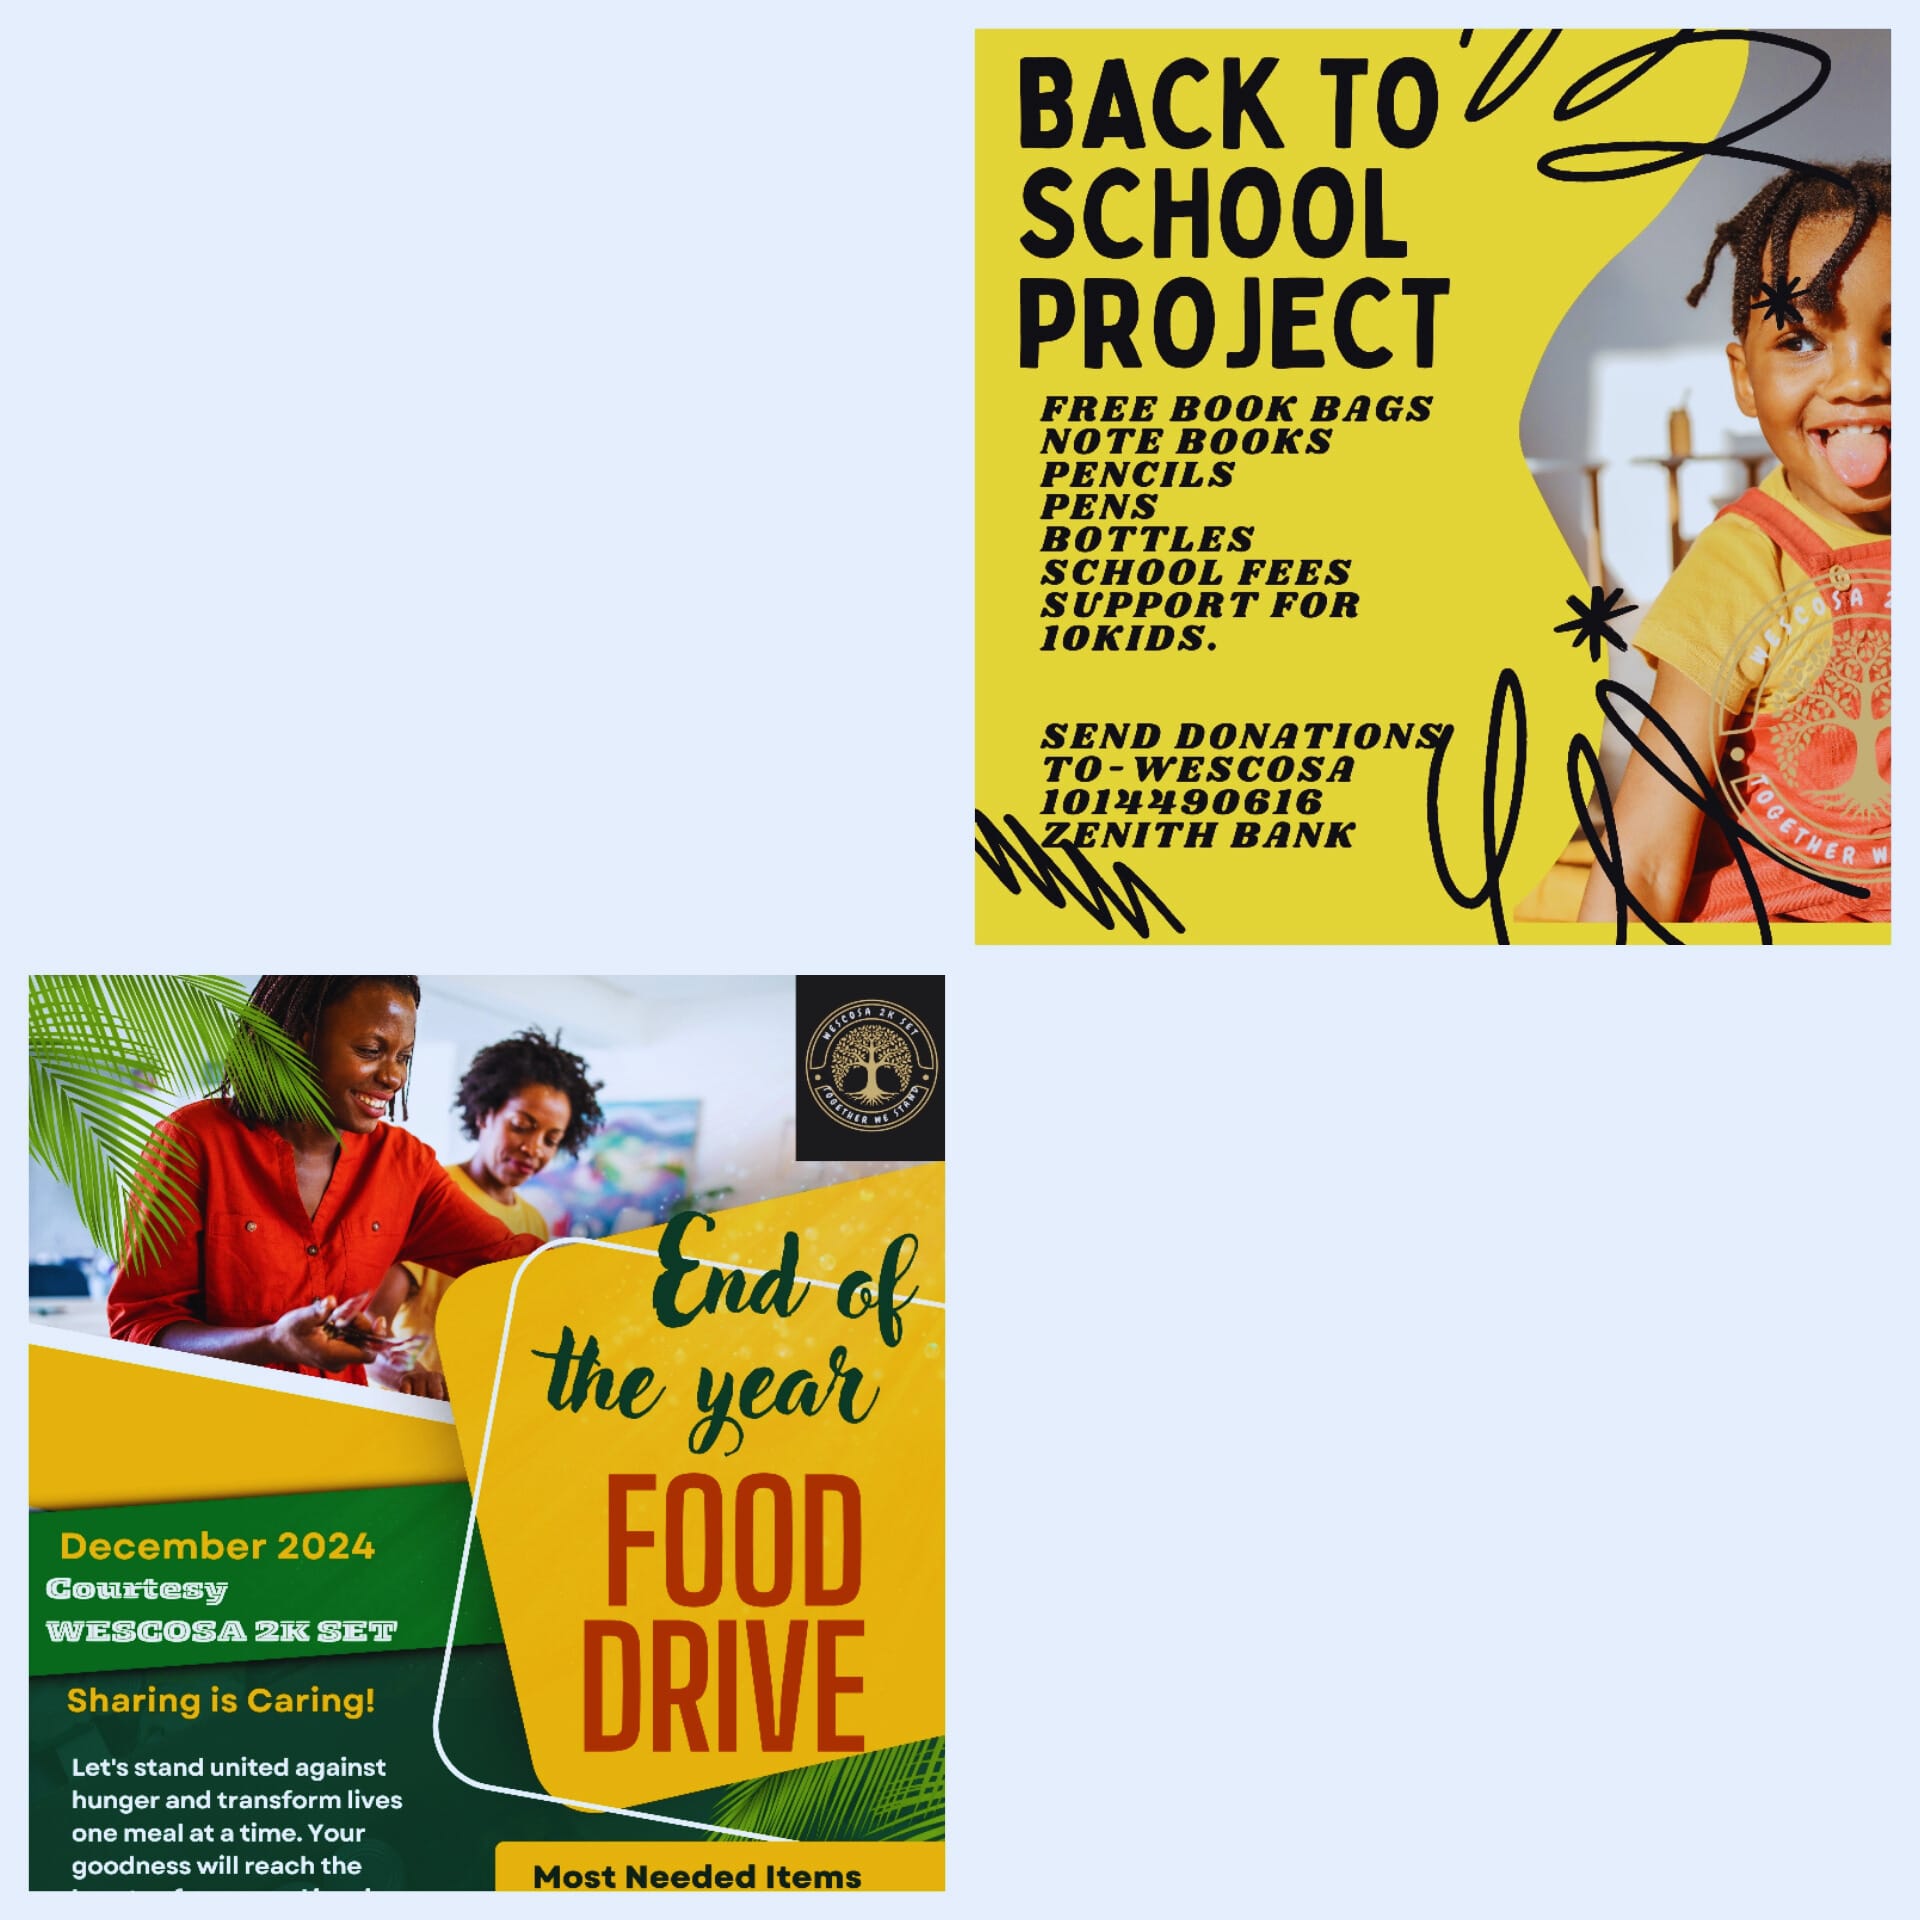 BACK TO
SCHOOL
PROJECT
FREE BOOK BAGS
NOTE BOOKS
PENCILS
PENS
BOTTLES
SCHOOL FEES
SUPPORT FOR
10KIDS.
SEND DONATIONS
TO-WESCOSA
1014490616
ZENITH BANK
WESCOSA 2
TOGETHER W
WESCOSA 2K SET
TOGETHER WE STAND
End of
the year
FOOD
DRIVE
December 2024
Courtesy
WESCOSA 2K SET
Sharing is Caring!
Let's stand united against
hunger and transform lives
one meal at a time. Your
goodness will reach the
Most Needed Items